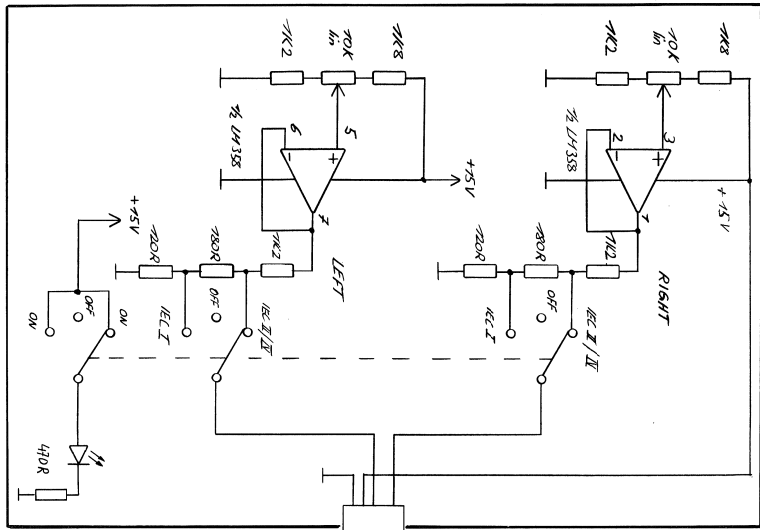 1K2
10K
lin
1K8
1/2 LM358
6
5
-
+
7
+15V
120R
180R
1K2
LEFT
IEC I
OFF
IEC II/IV
1K2
10K
lin
1K8
1/2 LM358
2
3
-
+
1
+15V
120R
180R
1K2
RIGHT
IEC I
OFF
IEC II/IV
+15V
ON
OFF
ON
470R